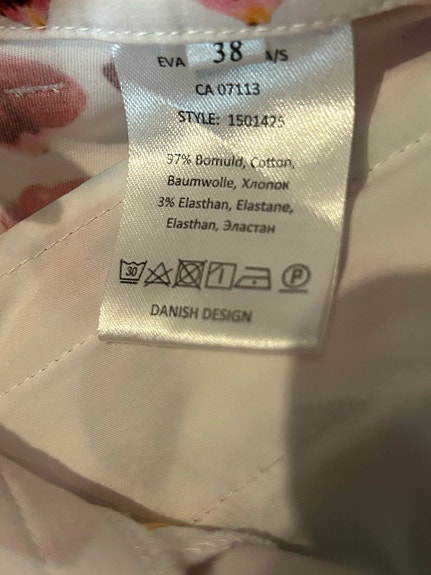 EVA 38 A/S
CA 07113
STYLE: 1501425
97% Bomuld, Cotton,
Baumwolle, Хлопок
3% Elasthan, Elastane,
Elasthan, Эластан
30 P
DANISH DESIGN